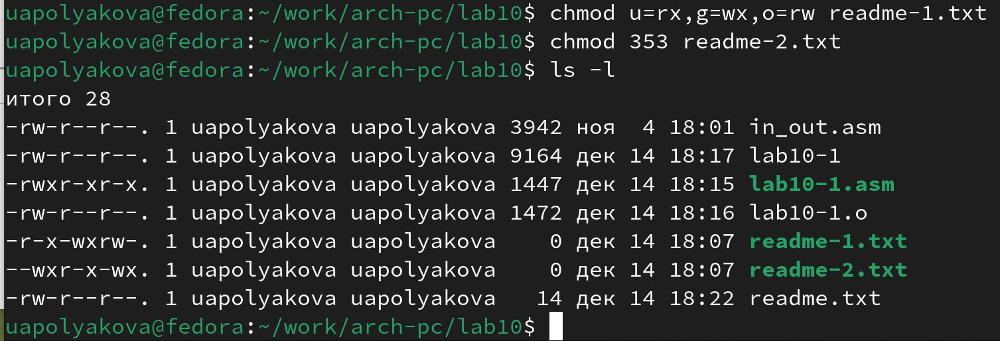 uapolyakova@fedora:~/work/arch-pc/lab10$ chmod u=rx,g=wx,o=rw readme-1.txt
uapolyakova@fedora:~/work/arch-pc/lab10$ chmod 353 readme-2.txt
uapolyakova@fedora:~/work/arch-pc/lab10$ ls -l
итого 28
-rw-r--r--. 1 uapolyakova uapolyakova 3942 ноя  4 18:01 in_out.asm
-rw-r--r--. 1 uapolyakova uapolyakova 9164 дек 14 18:17 lab10-1
-rwxr-xr-x. 1 uapolyakova uapolyakova 1447 дек 14 18:15 lab10-1.asm
-rw-r--r--. 1 uapolyakova uapolyakova 1472 дек 14 18:16 lab10-1.o
-r-x-wxrw-. 1 uapolyakova uapolyakova    0 дек 14 18:07 readme-1.txt
--wxr-x-wx. 1 uapolyakova uapolyakova    0 дек 14 18:07 readme-2.txt
-rw-r--r--. 1 uapolyakova uapolyakova   14 дек 14 18:22 readme.txt
uapolyakova@fedora:~/work/arch-pc/lab10$